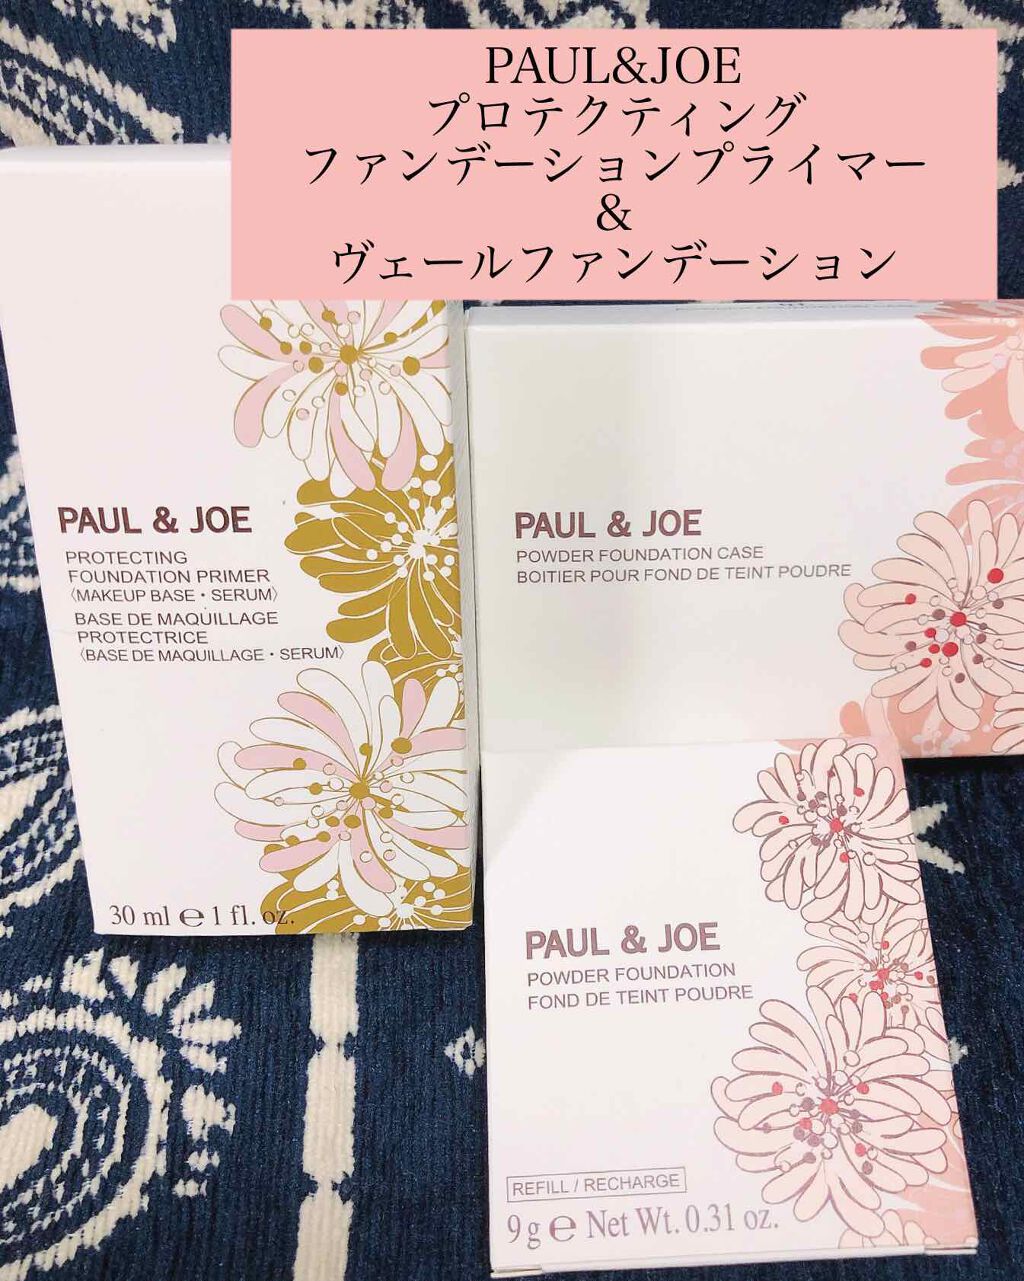 PAUL&JOE
プロテクティング
ファンデーションプライマー
&
ヴェールファンデーション
PAUL & JOE
PROTECTING
FOUNDATION PRIMER
〈MAKEUP BASE・SERUM〉
BASE DE MAQUILLAGE
PROTECTRICE
〈BASE DE MAQUILLAGE・SERUM〉
30 ml ℮ 1 fl. oz.
PAUL & JOE
POWDER FOUNDATION CASE
BOITIER POUR FOND DE TEINT POUDRE
PAUL & JOE
POWDER FOUNDATION
FOND DE TEINT POUDRE
REFILL / RECHARGE
9 g ℮ Net Wt. 0.31 oz.